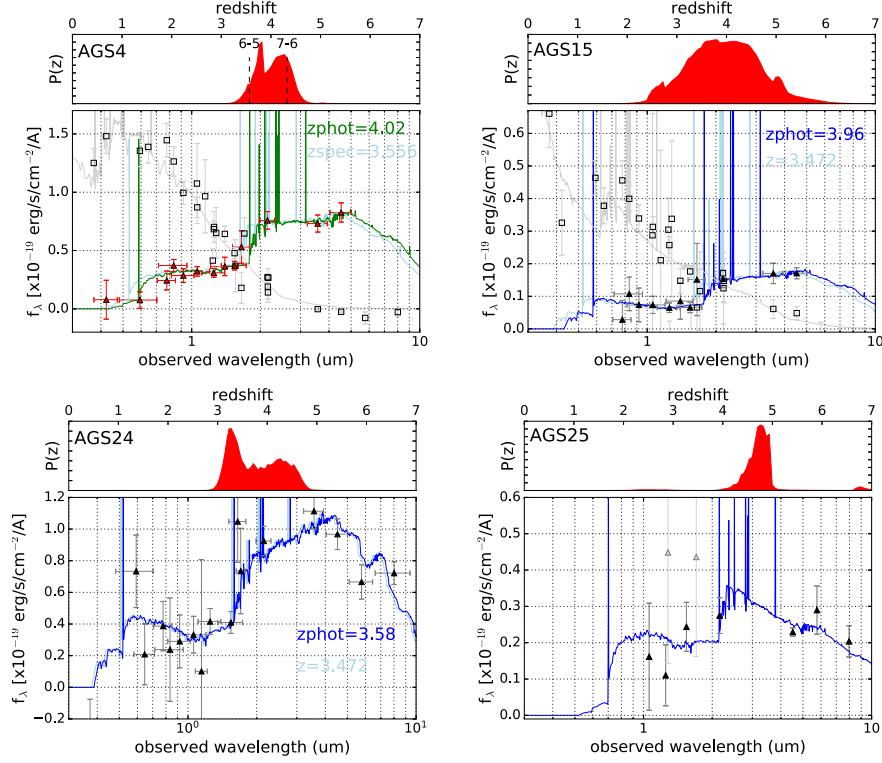 redshift
0 1 2 3 4 5 6 7
AGS4
6-5
7-6
P(z)
zphot=4.02
zspec=3.556
1.5
1.0
0.5
0.0
f_λ [x10⁻¹⁹ erg/s/cm⁻²/A]
1
10
observed wavelength (um)
redshift
0 1 2 3 4 5 6 7
AGS15
P(z)
zphot=3.96
z=3.472
0.6
0.5
0.4
0.3
0.2
0.1
0.0
f_λ [x10⁻¹⁹ erg/s/cm⁻²/A]
1
10
observed wavelength (um)
redshift
0 1 2 3 4 5 6 7
AGS24
P(z)
1.2
1.0
0.8
0.6
0.4
0.2
0.0
−0.2
f_λ [x10⁻¹⁹ erg/s/cm⁻²/A]
zphot=3.58
z=3.472
10⁰
10¹
observed wavelength (um)
redshift
0 1 2 3 4 5 6 7
AGS25
P(z)
0.6
0.5
0.4
0.3
0.2
0.1
0.0
f_λ [x10⁻¹⁹ erg/s/cm⁻²/A]
1
10
observed wavelength (um)